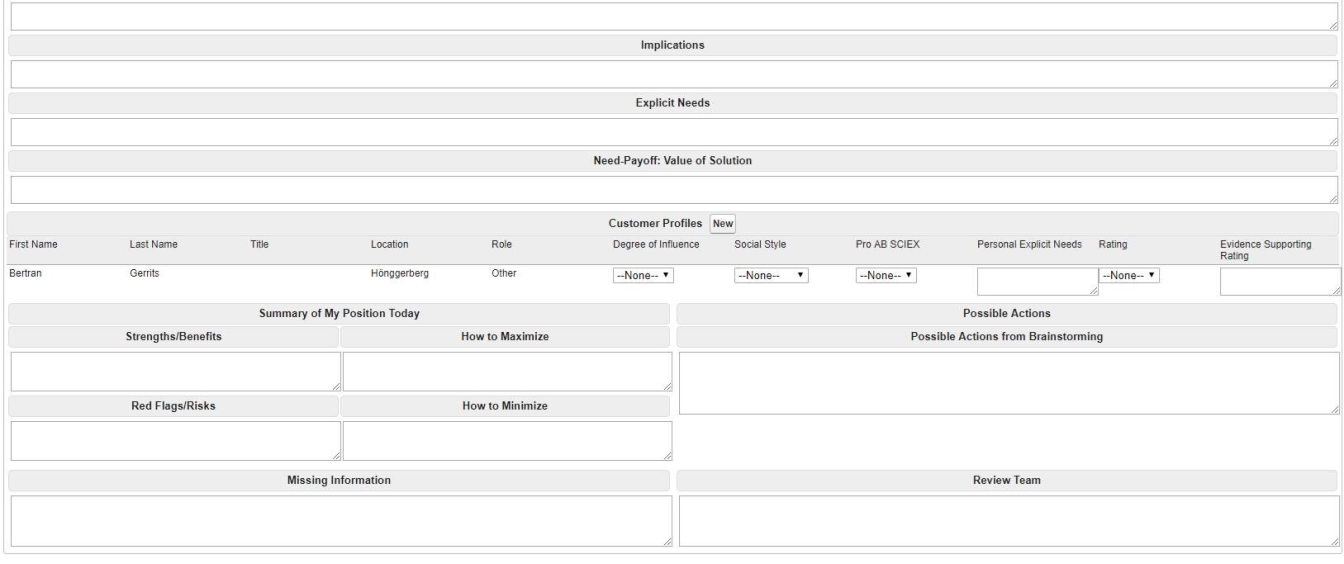 Implications
Explicit Needs
Need-Payoff: Value of Solution
Customer Profiles New
First Name Last Name Title Location Role Degree of Influence Social Style Pro AB SCIEX Personal Explicit Needs Rating Evidence Supporting
Rating
Bertran Gerrits Hönggerberg Other --None-- --None-- --None-- --None--
Summary of My Position Today Possible Actions
Strengths/Benefits How to Maximize Possible Actions from Brainstorming
Red Flags/Risks How to Minimize
Missing Information Review Team